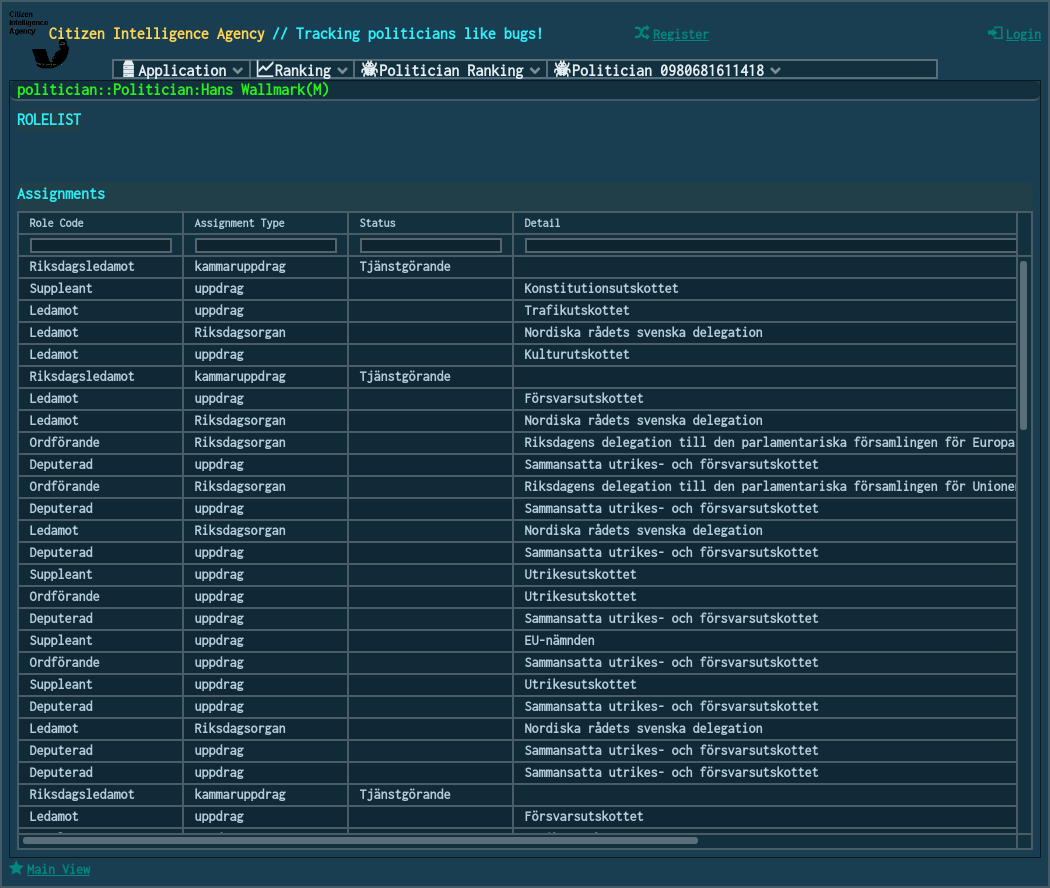 Citizen
Intelligence
Agency
Citizen Intelligence Agency // Tracking politicians like bugs!
Register
Login
Application
Ranking
Politician Ranking
Politician 0980681611418
politician::Politician:Hans Wallmark(M)
ROLELIST
Assignments
Role Code Assignment Type Status Detail
Riksdagsledamot kammaruppdrag Tjänstgörande
Suppleant uppdrag Konstitutionsutskottet
Ledamot uppdrag Trafikutskottet
Ledamot Riksdagsorgan Nordiska rådets svenska delegation
Ledamot uppdrag Kulturutskottet
Riksdagsledamot kammaruppdrag Tjänstgörande
Ledamot uppdrag Försvarsutskottet
Ledamot Riksdagsorgan Nordiska rådets svenska delegation
Ordförande Riksdagsorgan Riksdagens delegation till den parlamentariska församlingen för Europa
Deputerad uppdrag Sammansatta utrikes- och försvarsutskottet
Ordförande Riksdagsorgan Riksdagens delegation till den parlamentariska församlingen för Unione
Deputerad uppdrag Sammansatta utrikes- och försvarsutskottet
Ledamot Riksdagsorgan Nordiska rådets svenska delegation
Deputerad uppdrag Sammansatta utrikes- och försvarsutskottet
Suppleant uppdrag Utrikesutskottet
Ordförande uppdrag Utrikesutskottet
Deputerad uppdrag Sammansatta utrikes- och försvarsutskottet
Suppleant uppdrag EU-nämnden
Ordförande uppdrag Sammansatta utrikes- och försvarsutskottet
Suppleant uppdrag Utrikesutskottet
Deputerad uppdrag Sammansatta utrikes- och försvarsutskottet
Ledamot Riksdagsorgan Nordiska rådets svenska delegation
Deputerad uppdrag Sammansatta utrikes- och försvarsutskottet
Deputerad uppdrag Sammansatta utrikes- och försvarsutskottet
Riksdagsledamot kammaruppdrag Tjänstgörande
Ledamot uppdrag Försvarsutskottet
Main View